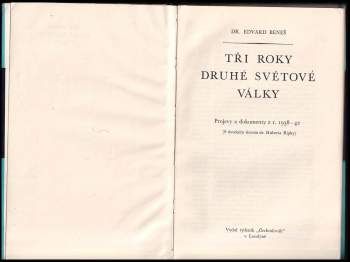 DR. EDVARD BENEŠ
TŘI ROKY
DRUHÉ SVĚTOVÉ
VÁLKY
Projevy a dokumenty z r. 1938–42
(S úvodním slovem dr. Huberta Ripky)
Vydal týdeník „Čechoslovák“
v Londýně